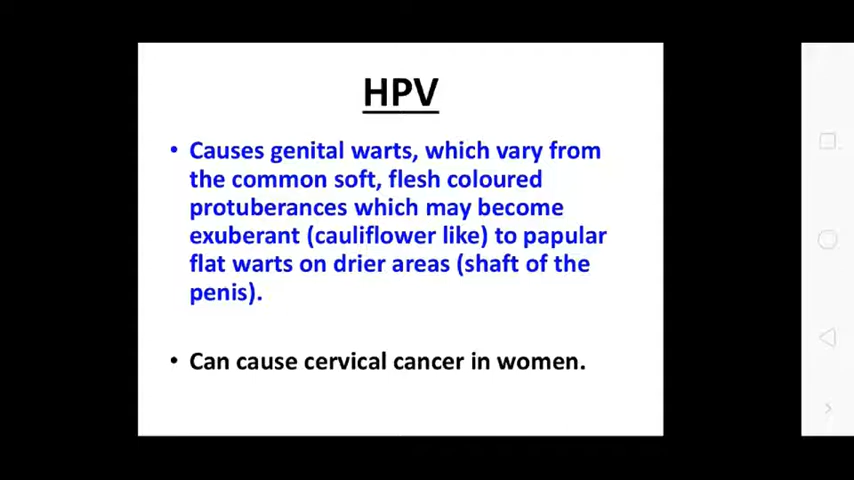 HPV
• Causes genital warts, which vary from
the common soft, flesh coloured
protuberances which may become
exuberant (cauliflower like) to papular
flat warts on drier areas (shaft of the
penis).
• Can cause cervical cancer in women.